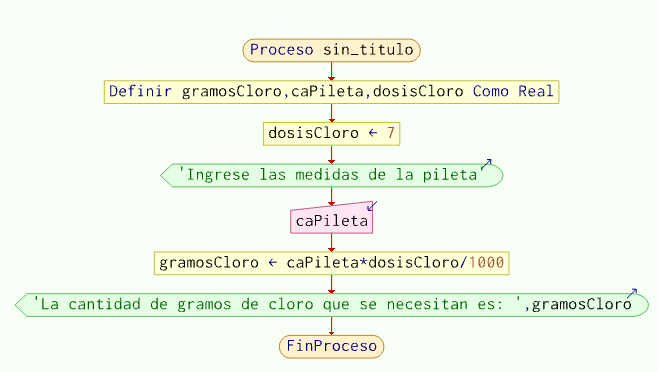 Proceso sin_titulo
Definir gramosCloro,caPileta,dosisCloro Como Real
dosisCloro ← 7
'Ingrese las medidas de la pileta'
caPileta
gramosCloro ← caPileta*dosisCloro/1000
'La cantidad de gramos de cloro que se necesitan es: ',gramosCloro
FinProceso